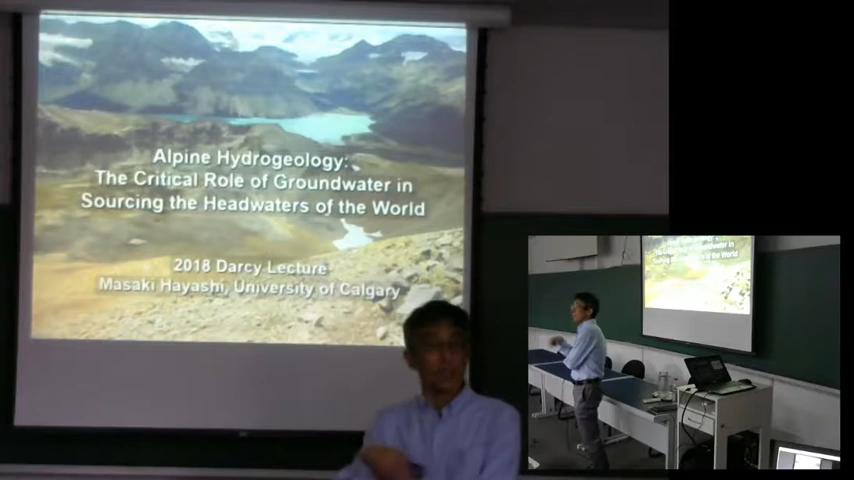 Alpine Hydrogeology:
The Critical Role of Groundwater in
Sourcing the Headwaters of the World
2018 Darcy Lecture
Masaki Hayashi, University of Calgary